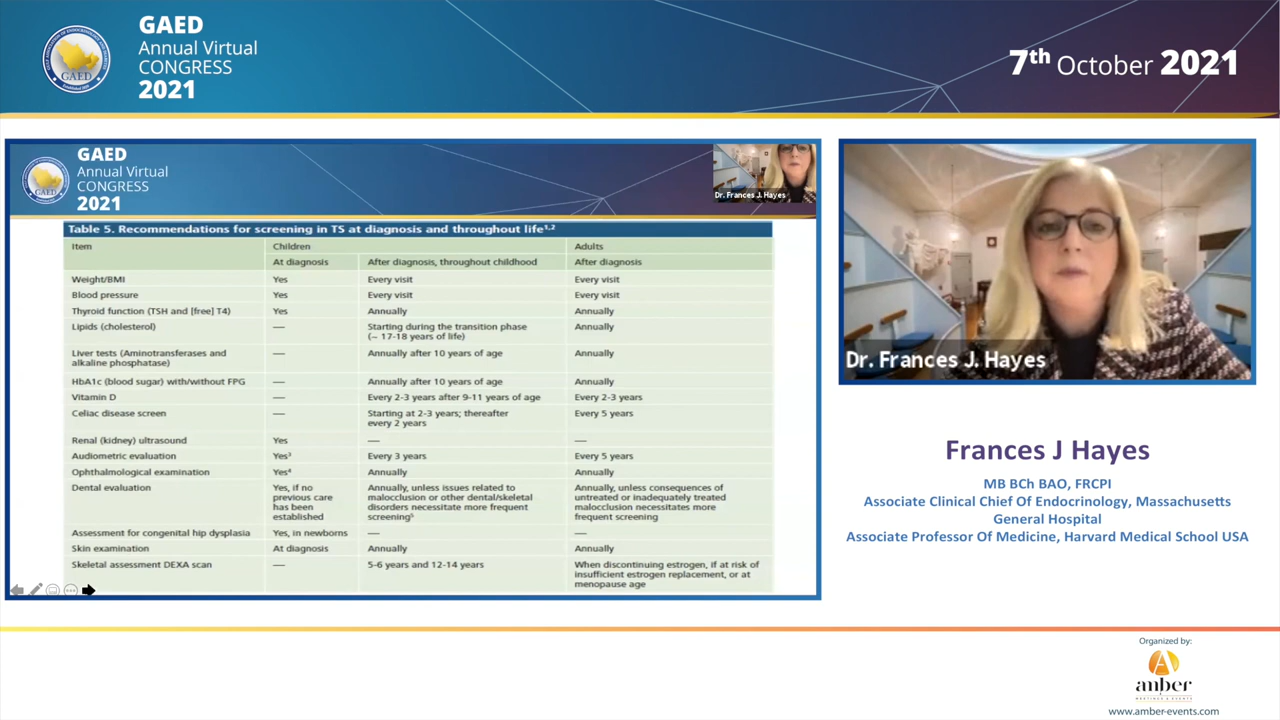 GAED
Annual Virtual
CONGRESS
2021
7th October 2021
GAED
GAED
Annual Virtual
CONGRESS
2021
GAED
Dr. Frances J. Hayes
Table 5. Recommendations for screening in TS at diagnosis and throughout life1,2
Item Children Adults
At diagnosis After diagnosis, throughout childhood After diagnosis
Weight/BMI Yes Every visit Every visit
Blood pressure Yes Every visit Every visit
Thyroid function (TSH and [free] T4) Yes Annually Annually
Lipids (cholesterol) — Starting during the transition phase Annually
(~ 17-18 years of life)
Liver tests (Aminotransferases and — Annually after 10 years of age Annually
alkaline phosphatase)
HbA1c (blood sugar) with/without FPG — Annually after 10 years of age Annually
Vitamin D — Every 2-3 years after 9-11 years of age Every 2-3 years
Celiac disease screen — Starting at 2-3 years; thereafter Every 5 years
every 2 years
Renal (kidney) ultrasound Yes — —
Audiometric evaluation Yes3 Every 3 years Every 5 years
Ophthalmological examination Yes4 Annually Annually
Dental evaluation Yes, if no Annually, unless issues related to Annually, unless consequences of
previous care malocclusion or other dental/skeletal untreated or inadequately treated
has been disorders necessitate more frequent malocclusion necessitates more
established screening5 frequent screening
Assessment for congenital hip dysplasia Yes, in newborns — —
Skin examination At diagnosis Annually Annually
Skeletal assessment DEXA scan — 5-6 years and 12-14 years When discontinuing estrogen, if at risk of
insufficient estrogen replacement, or at
menopause age
Dr. Frances J. Hayes
Frances J Hayes
MB BCh BAO, FRCPI
Associate Clinical Chief Of Endocrinology, Massachusetts
General Hospital
Associate Professor Of Medicine, Harvard Medical School USA
Organized by:
amber
MEETINGS & EVENTS
www.amber-events.com